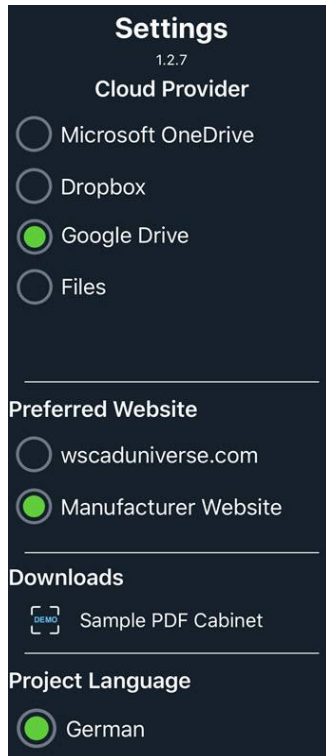 Settings
1.2.7
Cloud Provider
Microsoft OneDrive
Dropbox
Google Drive
Files
Preferred Website
wscaduniverse.com
Manufacturer Website
Downloads
DEMO Sample PDF Cabinet
Project Language
German